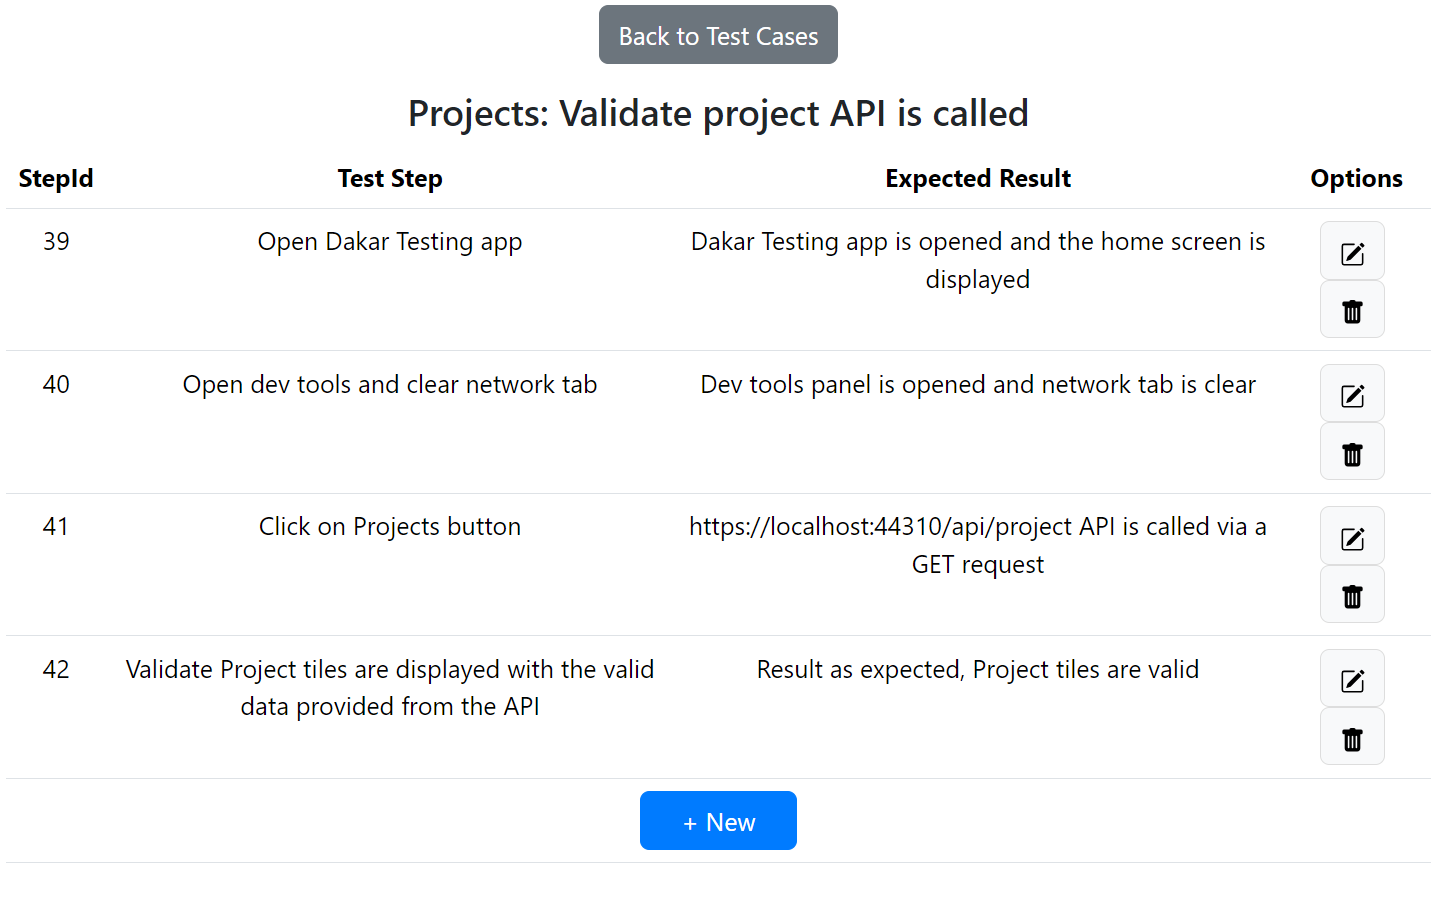 Back to Test Cases
Projects: Validate project API is called
StepId Test Step Expected Result Options
39 Open Dakar Testing app Dakar Testing app is opened and the home screen is
displayed
40 Open dev tools and clear network tab Dev tools panel is opened and network tab is clear
41 Click on Projects button https://localhost:44310/api/project API is called via a
GET request
42 Validate Project tiles are displayed with the valid Result as expected, Project tiles are valid
data provided from the API
+ New